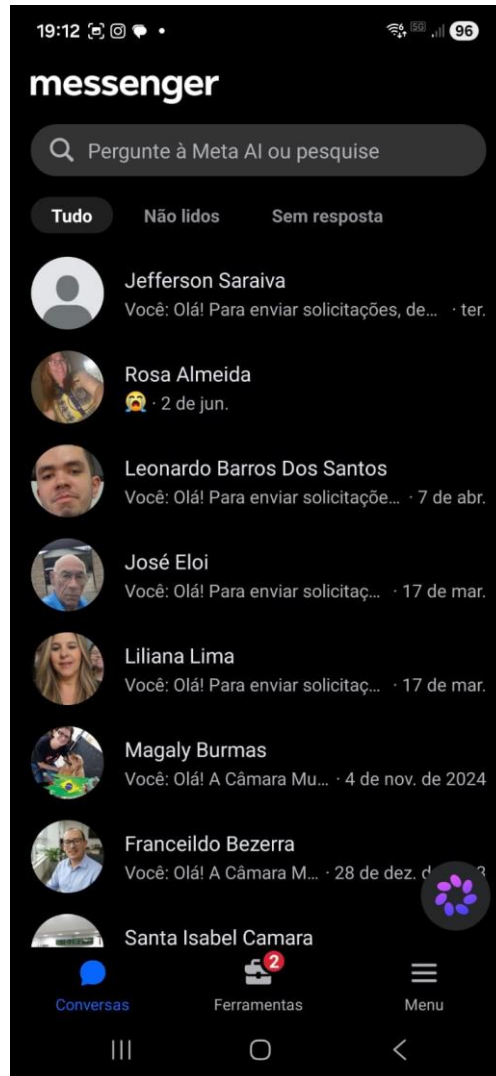 19:12
5G
96
messenger
Pergunte à Meta AI ou pesquise
Tudo Não lidos Sem resposta
Jefferson Saraiva
Você: Olá! Para enviar solicitações, de... · ter.
Rosa Almeida
😭 · 2 de jun.
Leonardo Barros Dos Santos
Você: Olá! Para enviar solicitaçõe... · 7 de abr.
José Eloi
Você: Olá! Para enviar solicitaç... · 17 de mar.
Liliana Lima
Você: Olá! Para enviar solicitaç... · 17 de mar.
Magaly Burmas
Você: Olá! A Câmara Mu... · 4 de nov. de 2024
Franceildo Bezerra
Você: Olá! A Câmara M... · 28 de dez. d 3
Santa Isabel Camara
2
Conversas Ferramentas Menu